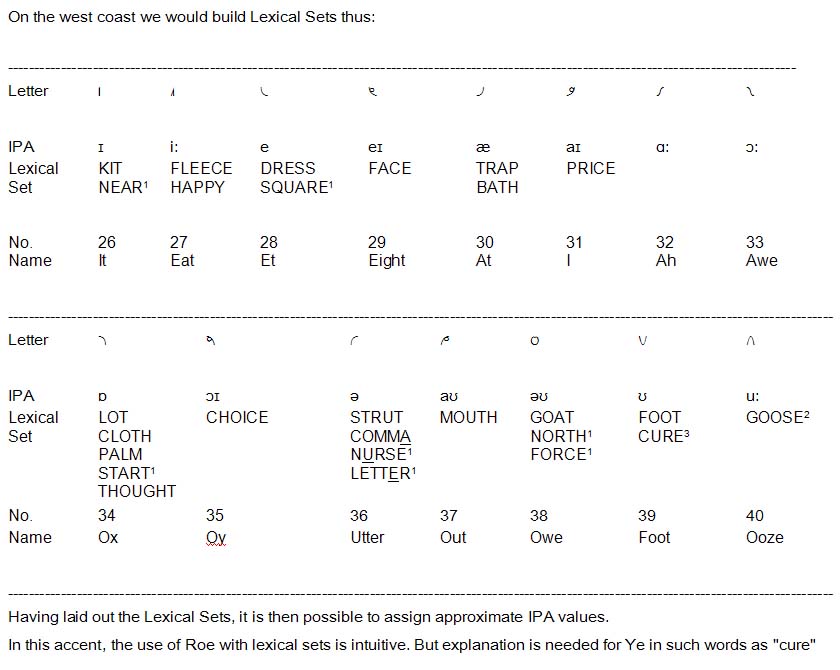 On the west coast we would build Lexical Sets thus:
Letter
IPA ɪ i: e eɪ æ aɪ ɑ: ɔ:
Lexical KIT FLEECE DRESS FACE TRAP PRICE
Set NEAR¹ HAPPY SQUARE¹ BATH
No. 26 27 28 29 30 31 32 33
Name It Eat Et Eight At I Ah Awe
Letter
IPA ɒ ɔɪ ə aʊ əʊ ʊ u:
Lexical LOT CHOICE STRUT MOUTH GOAT FOOT GOOSE²
Set CLOTH COMMA NORTH¹ CURE³
PALM NURSE¹ FORCE¹
START¹ LETTER¹
THOUGHT
No. 34 35 36 37 38 39 40
Name Ox Oy Utter Out Owe Foot Ooze
Having laid out the Lexical Sets, it is then possible to assign approximate IPA values.
In this accent, the use of Roe with lexical sets is intuitive. But explanation is needed for Ye in such words as "cure"